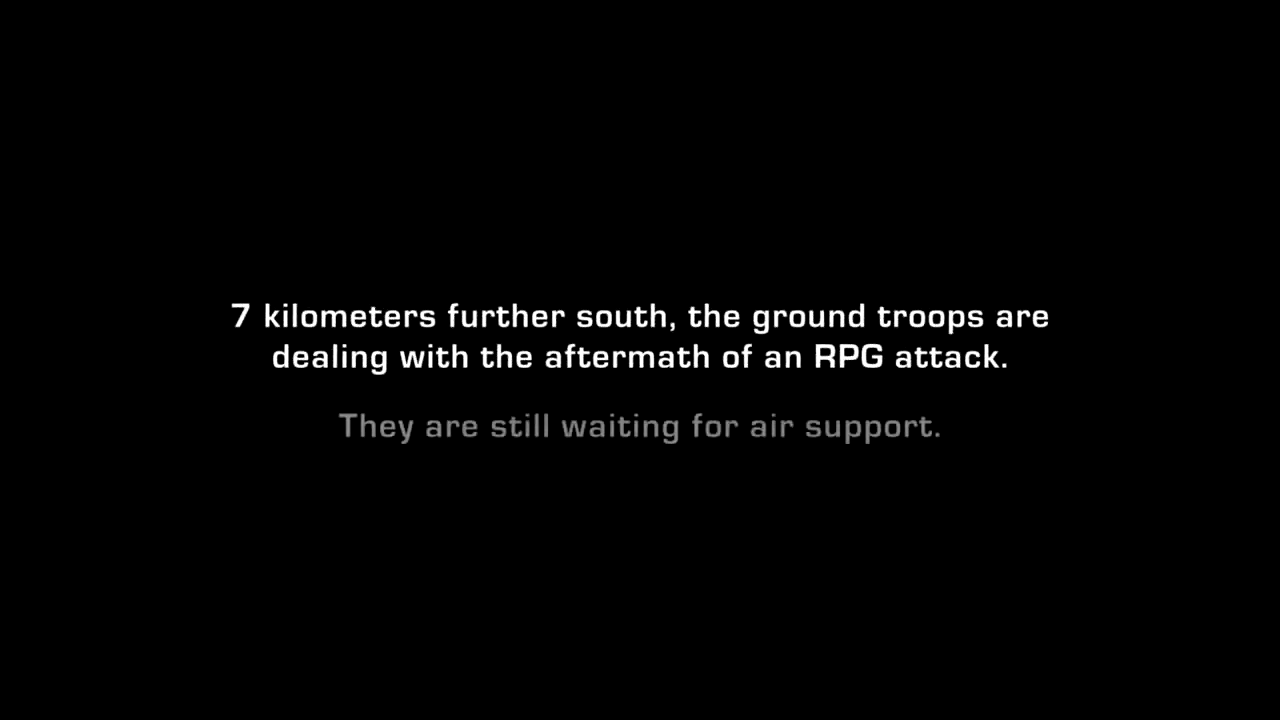 7 kilometers further south, the ground troops are
dealing with the aftermath of an RPG attack.
They are still waiting for air support.